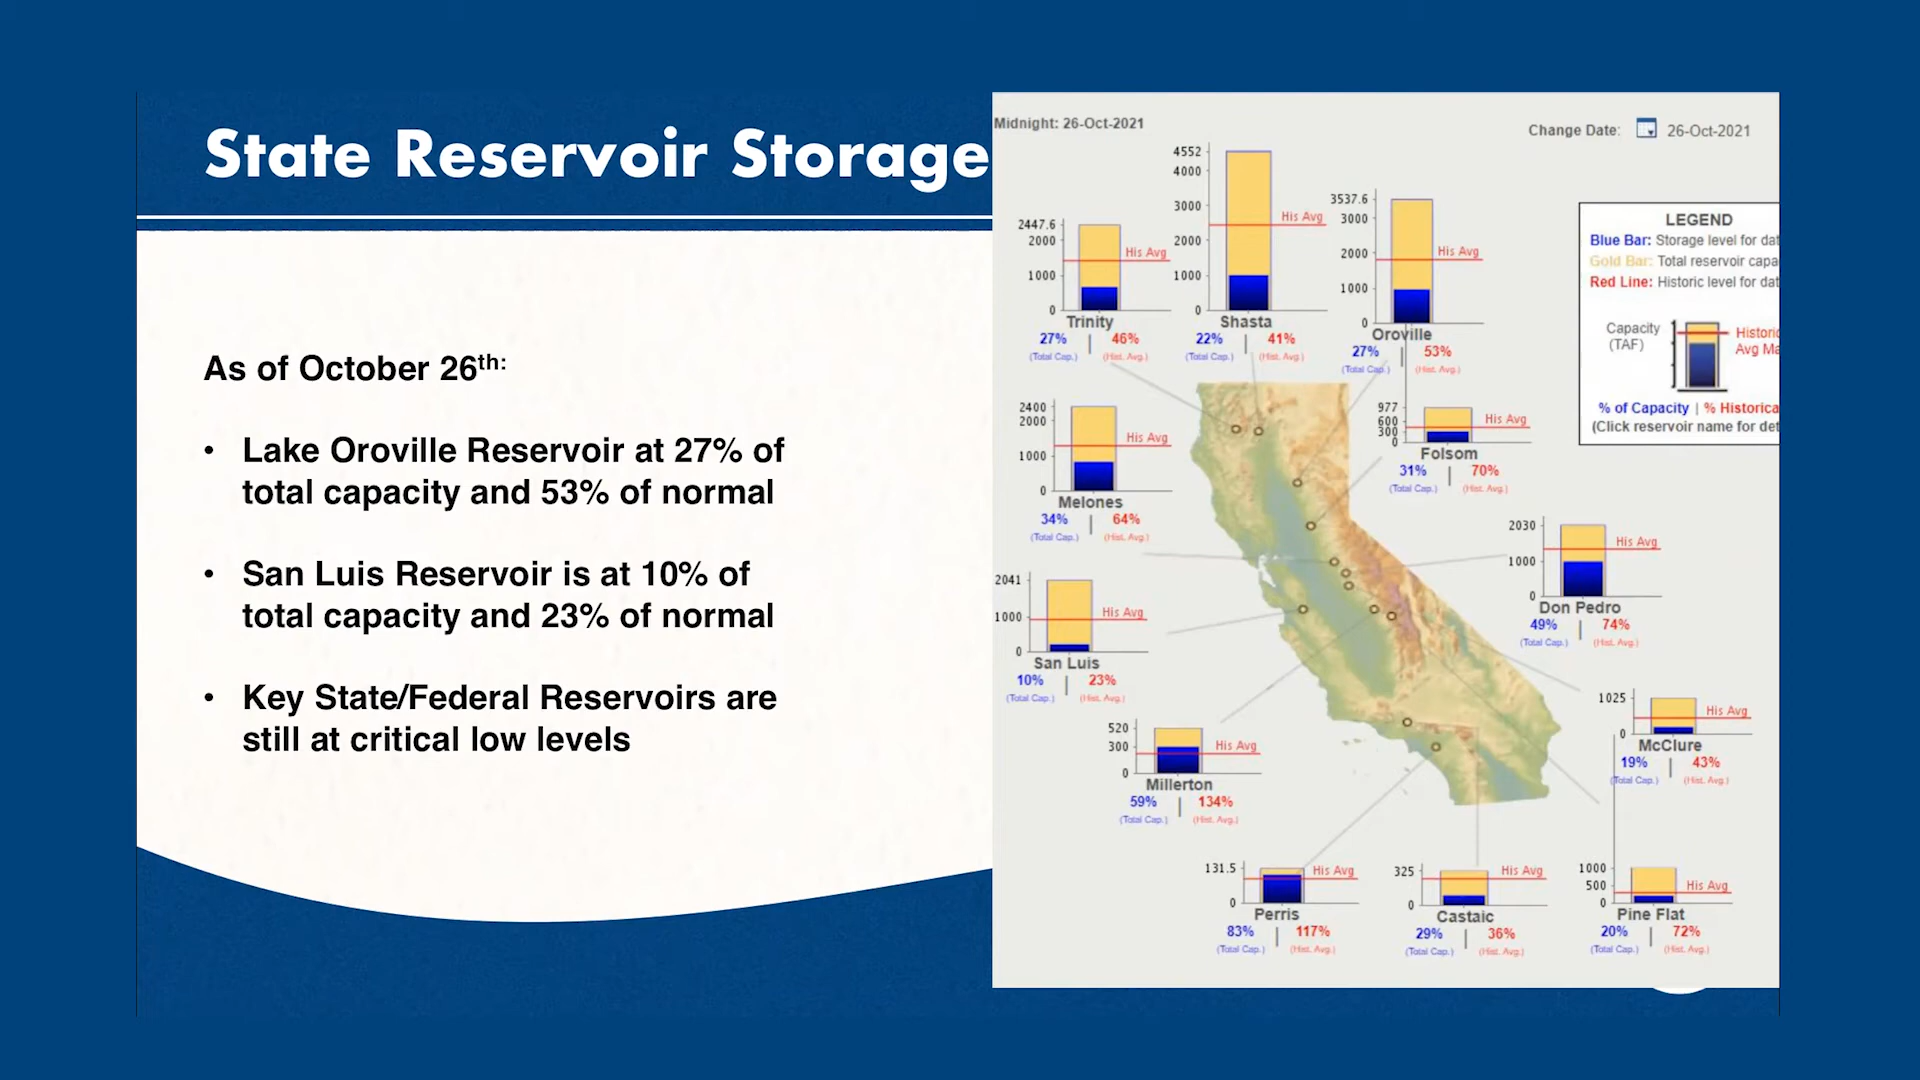 State Reservoir Storage
As of October 26th:
• Lake Oroville Reservoir at 27% of
total capacity and 53% of normal
• San Luis Reservoir is at 10% of
total capacity and 23% of normal
• Key State/Federal Reservoirs are
still at critical low levels
Midnight: 26-Oct-2021
Change Date: 26-Oct-2021
LEGEND
Blue Bar: Storage level for dat
Gold Bar: Total reservoir capa
Red Line: Historic level for dat
Capacity
(TAF)
Historic
Avg Ma
% of Capacity | % Historica
(Click reservoir name for det
2447.6
2000
1000
0
His Avg
Trinity
27% | 46%
(Total Cap.) (Hist. Avg.)
4552
4000
3000
2000
1000
0
His Avg
Shasta
22% | 41%
(Total Cap.) (Hist. Avg.)
3537.6
3000
2000
1000
0
His Avg
Oroville
27% | 53%
(Total Cap.) (Hist. Avg.)
2400
2000
1000
0
His Avg
Melones
34% | 64%
(Total Cap.) (Hist. Avg.)
977
600
300
0
His Avg
Folsom
31% | 70%
(Total Cap.) (Hist. Avg.)
2030
1000
0
His Avg
Don Pedro
49% | 74%
(Total Cap.) (Hist. Avg.)
2041
1000
0
His Avg
San Luis
10% | 23%
(Total Cap.) (Hist. Avg.)
1025
0
His Avg
McClure
19% | 43%
(Total Cap.) (Hist. Avg.)
520
300
0
His Avg
Millerton
59% | 134%
(Total Cap.) (Hist. Avg.)
131.5
0
His Avg
Perris
83% | 117%
(Total Cap.) (Hist. Avg.)
325
0
His Avg
Castaic
29% | 36%
(Total Cap.) (Hist. Avg.)
1000
500
0
His Avg
Pine Flat
20% | 72%
(Total Cap.) (Hist. Avg.)